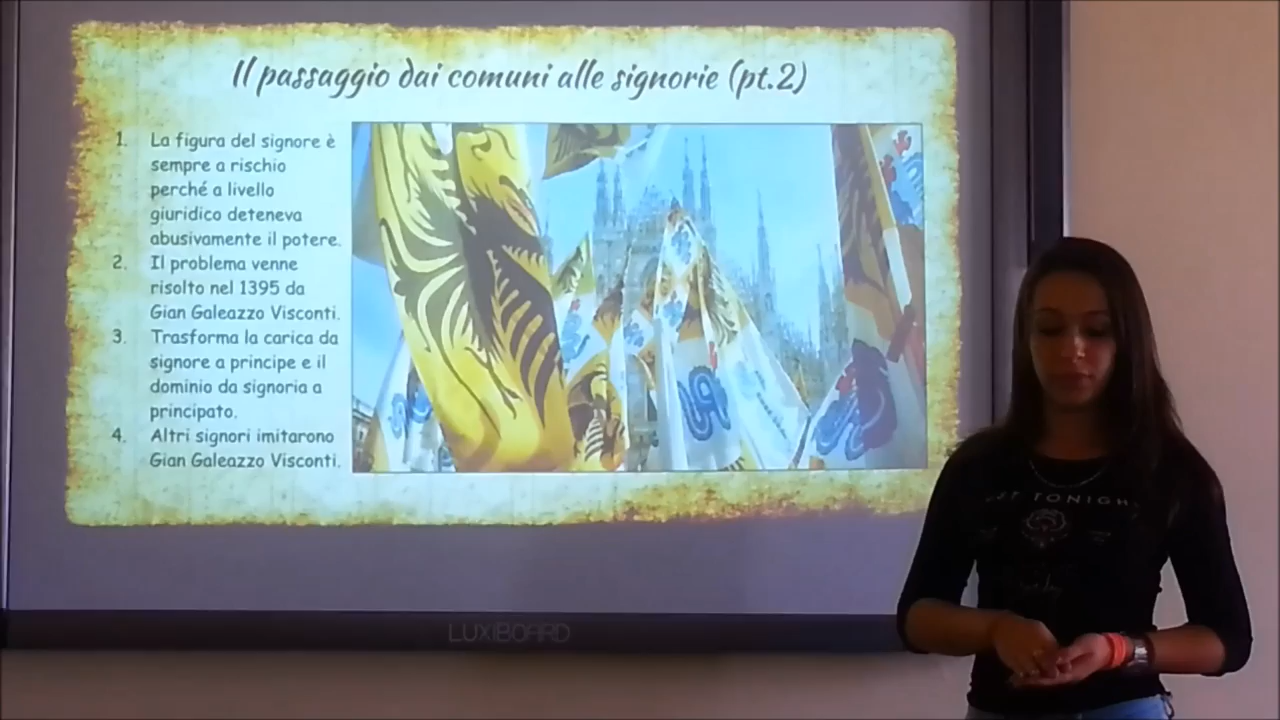 Il passaggio dai comuni alle signorie (pt.2)
1. La figura del signore è
sempre a rischio
perché a livello
giuridico deteneva
abusivamente il potere.
2. Il problema venne
risolto nel 1395 da
Gian Galeazzo Visconti.
3. Trasforma la carica da
signore a principe e il
dominio da signoria a
principato.
4. Altri signori imitarono
Gian Galeazzo Visconti.
LUXIBOARD
TONIGHT